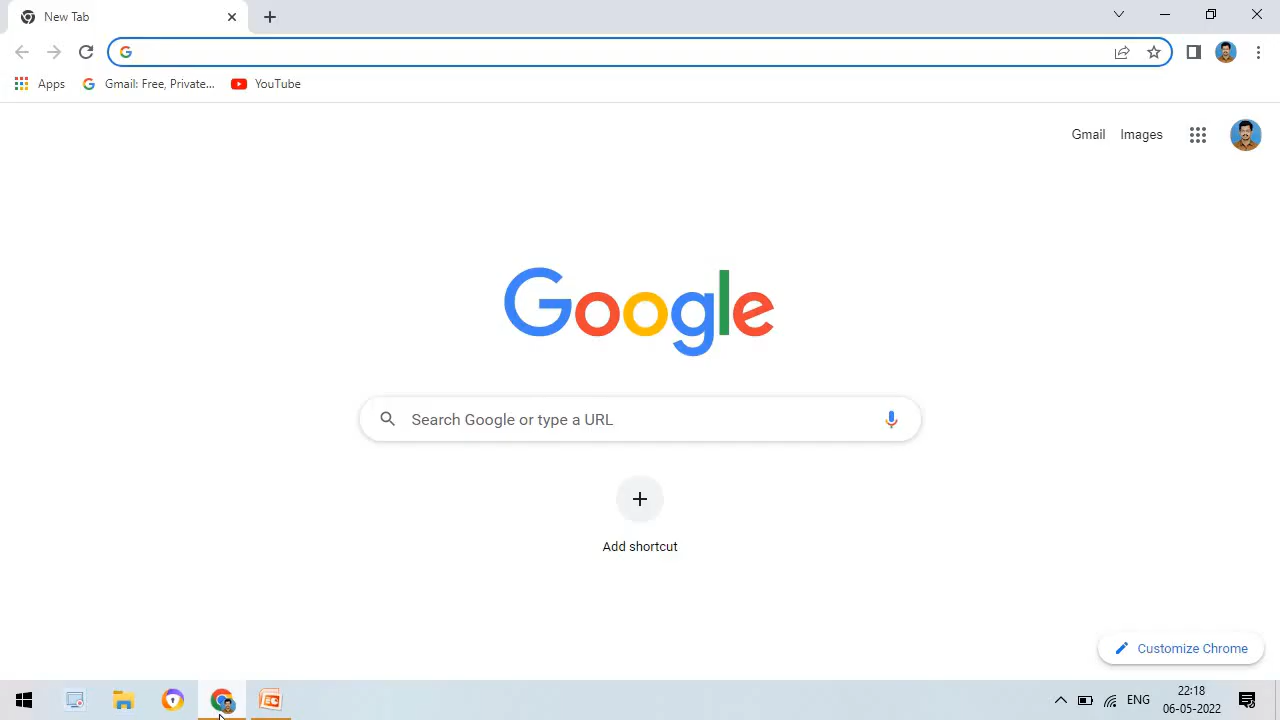 New Tab
Apps
Gmail: Free, Private...
YouTube
Gmail
Images
Google
Search Google or type a URL
Add shortcut
Customize Chrome
ENG
22:18
06-05-2022